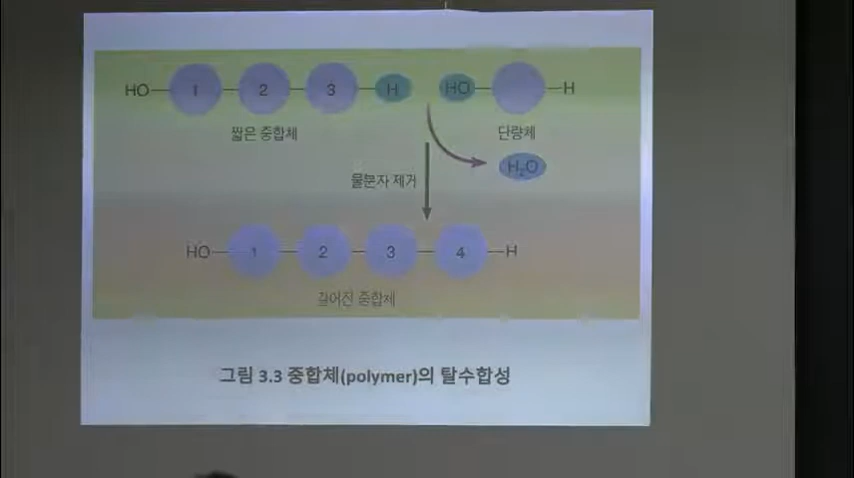 HO 1 2 3 H HO H
짧은 중합체 단량체
H₂O
물분자 제거
HO 1 2 3 4 H
길어진 중합체
그림 3.3 중합체(polymer)의 탈수합성